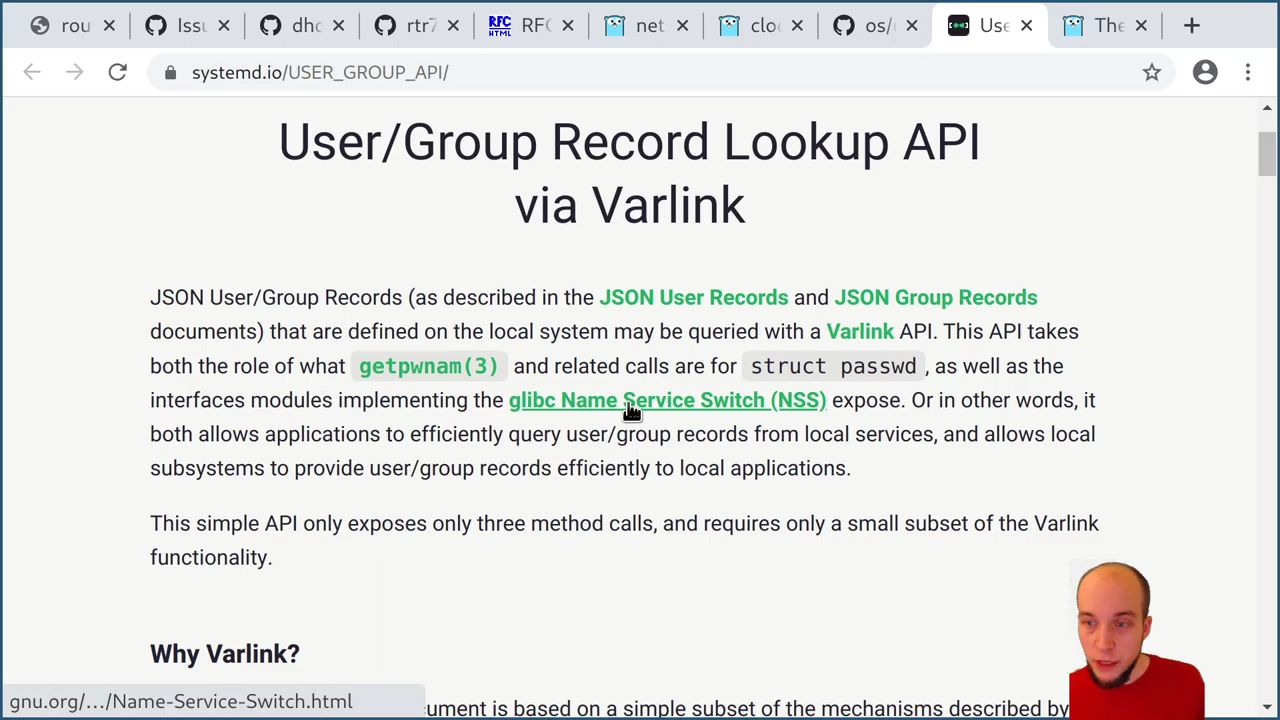 rou
Issu
dhc
rtr7
RFC HTML
RFC
net
cloc
os/u
Use
The
systemd.io/USER_GROUP_API/
User/Group Record Lookup API
via Varlink
JSON User/Group Records (as described in the JSON User Records and JSON Group Records
documents) that are defined on the local system may be queried with a Varlink API. This API takes
both the role of what getpwnam(3) and related calls are for struct passwd, as well as the
interfaces modules implementing the glibc Name Service Switch (NSS) expose. Or in other words, it
both allows applications to efficiently query user/group records from local services, and allows local
subsystems to provide user/group records efficiently to local applications.
This simple API only exposes only three method calls, and requires only a small subset of the Varlink
functionality.
Why Varlink?
gnu.org/.../Name-Service-Switch.html
cument is based on a simple subset of the mechanisms described by